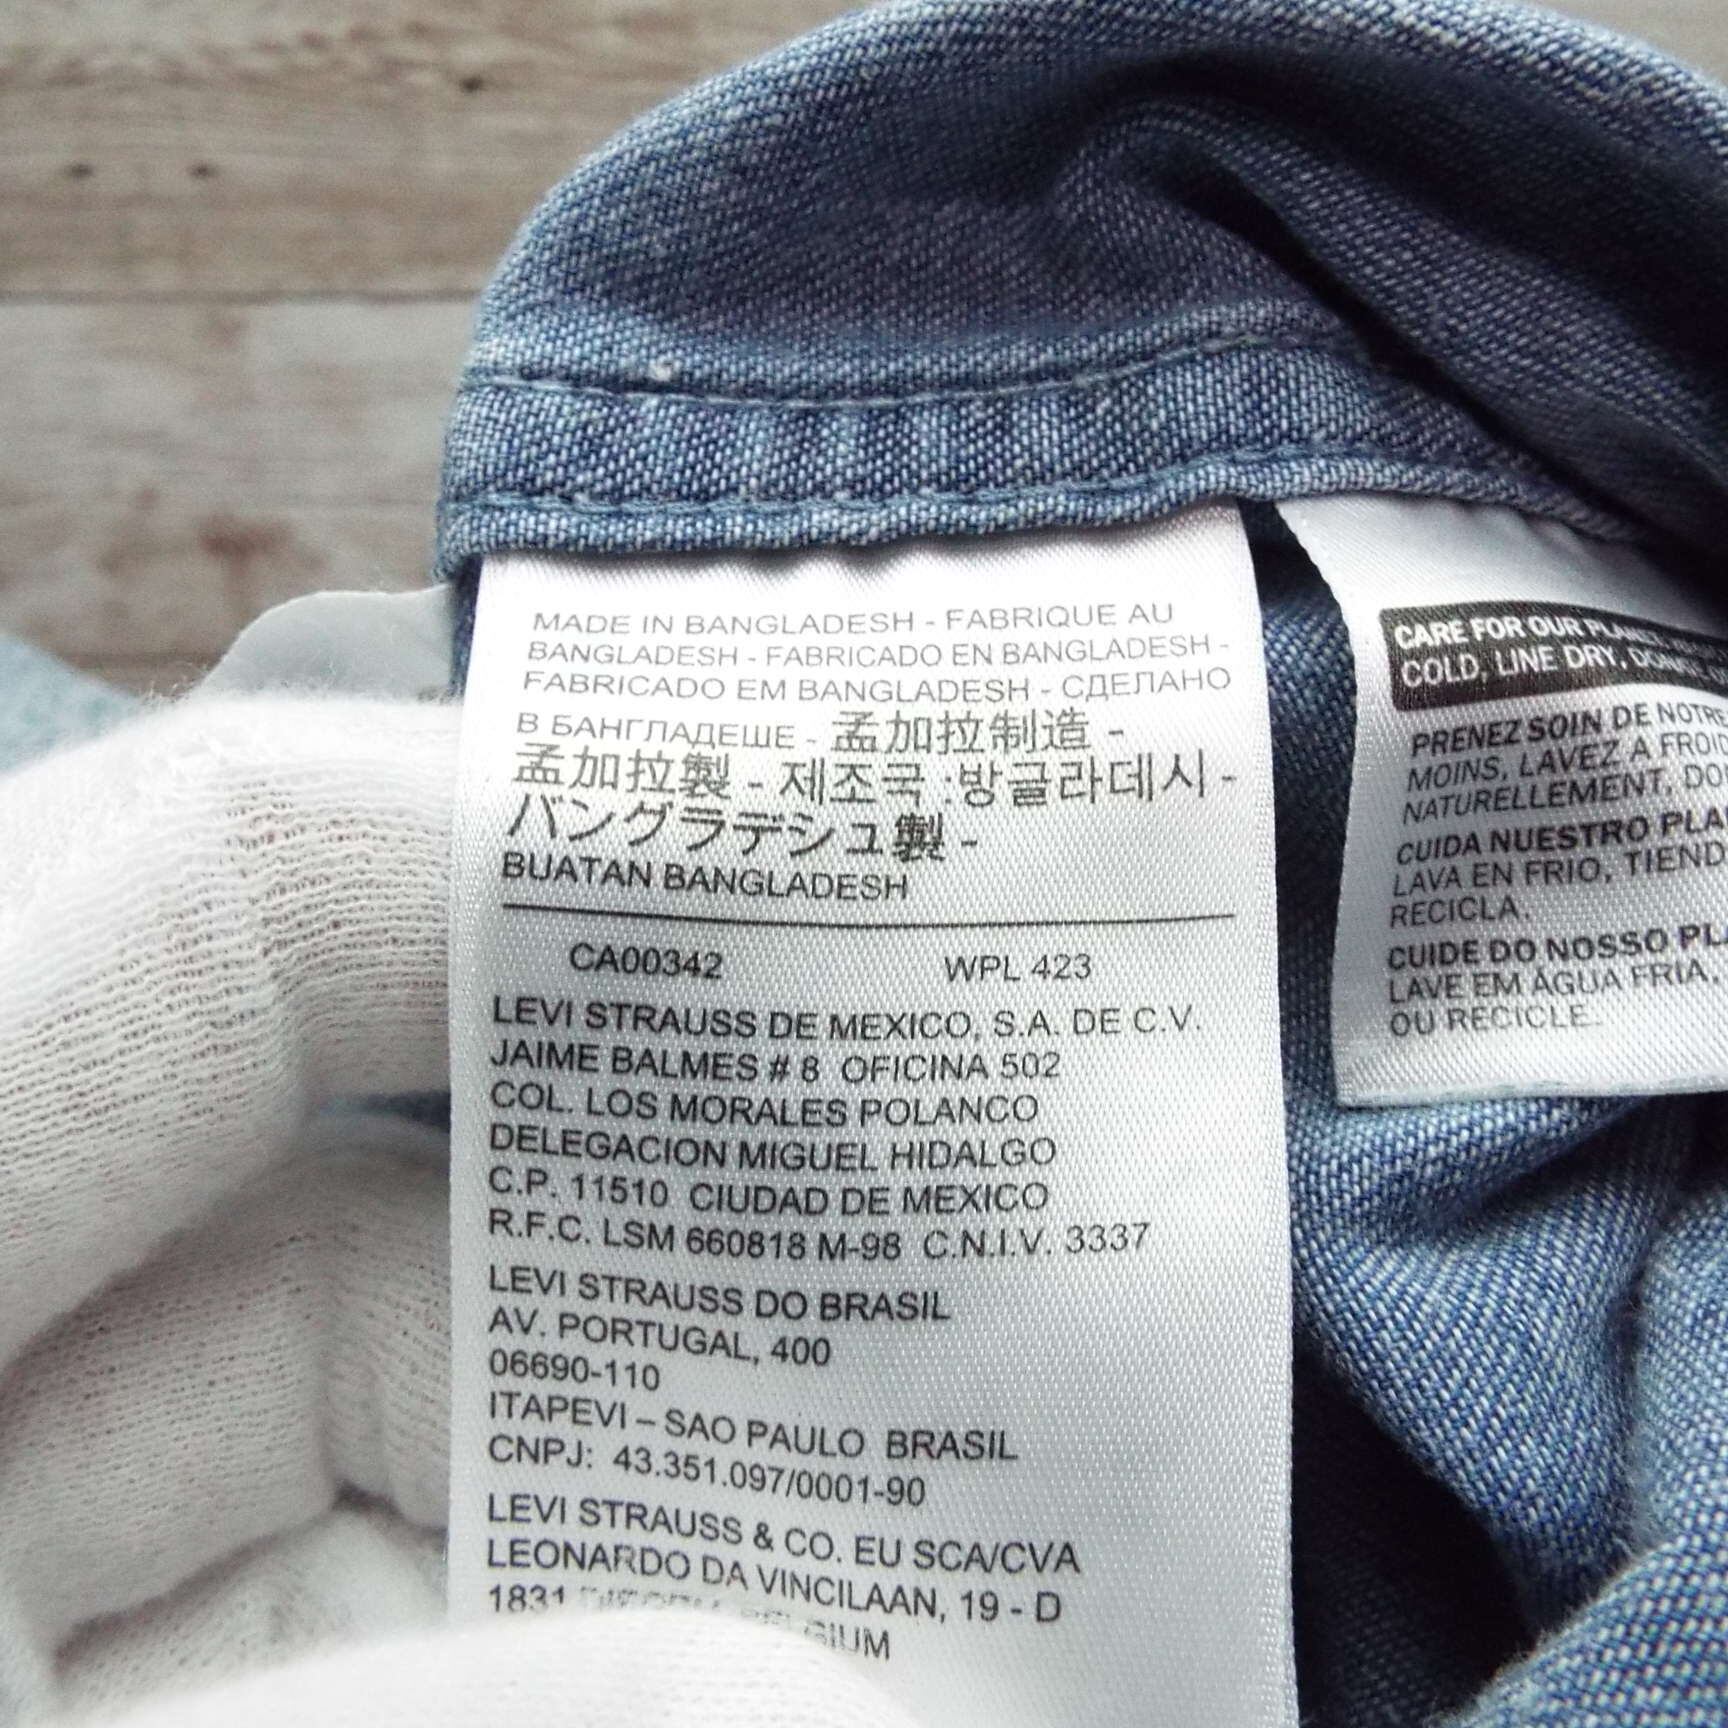 MADE IN BANGLADESH - FABRIQUE AU
BANGLADESH - FABRICADO EN BANGLADESH -
FABRICADO EM BANGLADESH - СДЕЛАНО
В БАНГЛАДЕШЕ - 孟加拉制造 -
孟加拉製 - 제조국 :방글라데시 -
バングラデシュ製 -
BUATAN BANGLADESH
CA00342 WPL 423
LEVI STRAUSS DE MEXICO, S.A. DE C.V.
JAIME BALMES # 8 OFICINA 502
COL. LOS MORALES POLANCO
DELEGACION MIGUEL HIDALGO
C.P. 11510 CIUDAD DE MEXICO
R.F.C. LSM 660818 M-98 C.N.I.V. 3337
LEVI STRAUSS DO BRASIL
AV. PORTUGAL, 400
06690-110
ITAPEVI – SAO PAULO BRASIL
CNPJ: 43.351.097/0001-90
LEVI STRAUSS & CO. EU SCA/CVA
LEONARDO DA VINCILAAN, 19 - D
1831
CARE FOR OUR PLANET
COLD, LINE DRY,
PRENEZ SOIN DE NOTRE
MOINS, LAVEZ A FROID
NATURELLEMENT,
CUIDA NUESTRO
LAVA EN FRIO,
RECICLA.
CUIDE DO NOSSO
LAVE EM ÁGUA FRIA,
OU RECICLE.